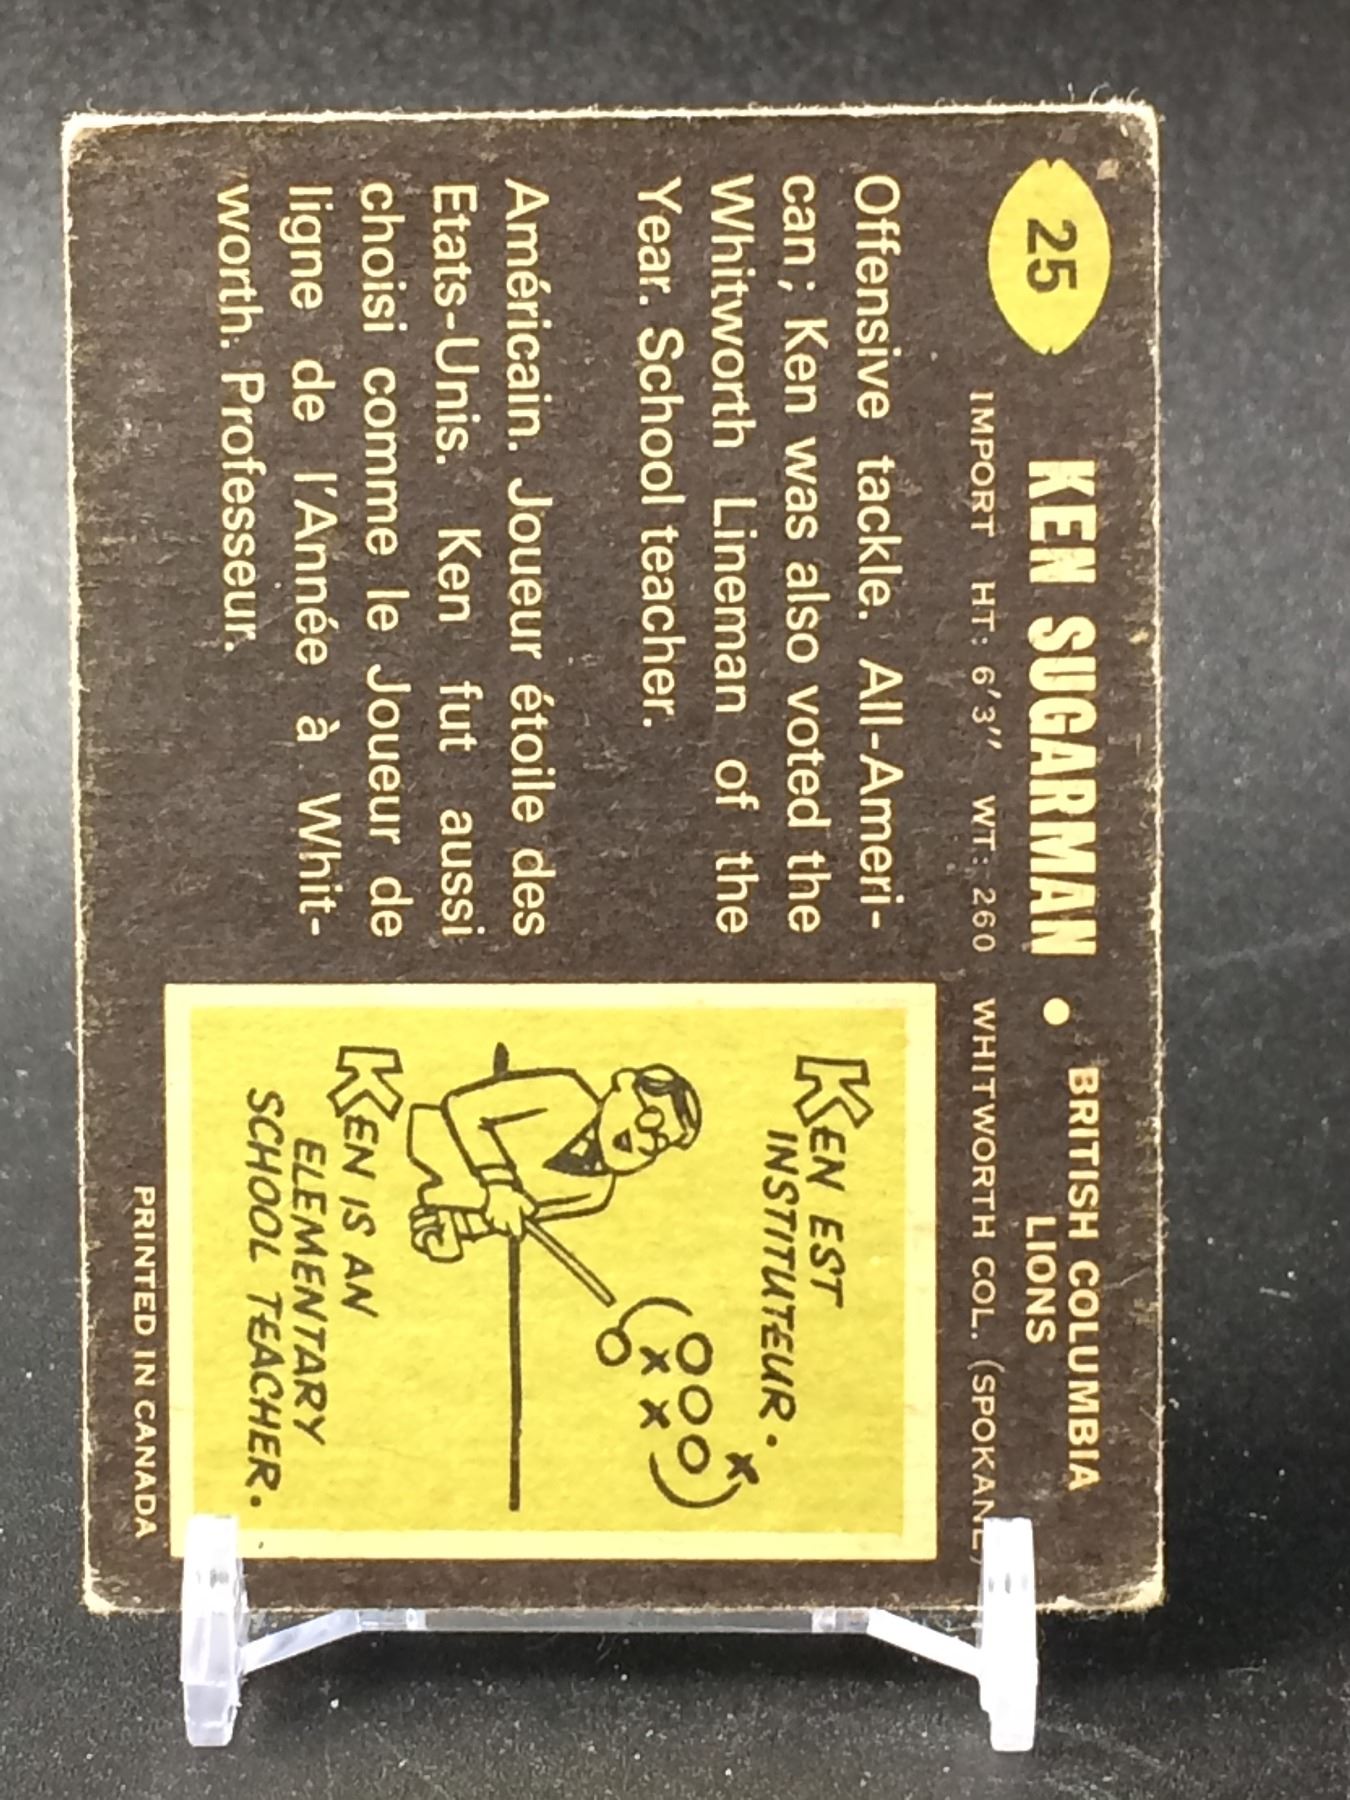 25
KEN SUGARMAN • BRITISH COLUMBIA
LIONS
IMPORT HT: 6'3" WT: 260 WHITWORTH COL. (SPOKANE,
Offensive tackle. All-Ameri-
can; Ken was also voted the
Whitworth Lineman of the
Year. School teacher.
Américain. Joueur étoile des
Etats-Unis. Ken fut aussi
choisi comme le Joueur de
ligne de l'Année à Whit-
worth. Professeur.
KEN EST
INSTITUTEUR.
KEN IS AN
ELEMENTARY
SCHOOL TEACHER.
PRINTED IN CANADA